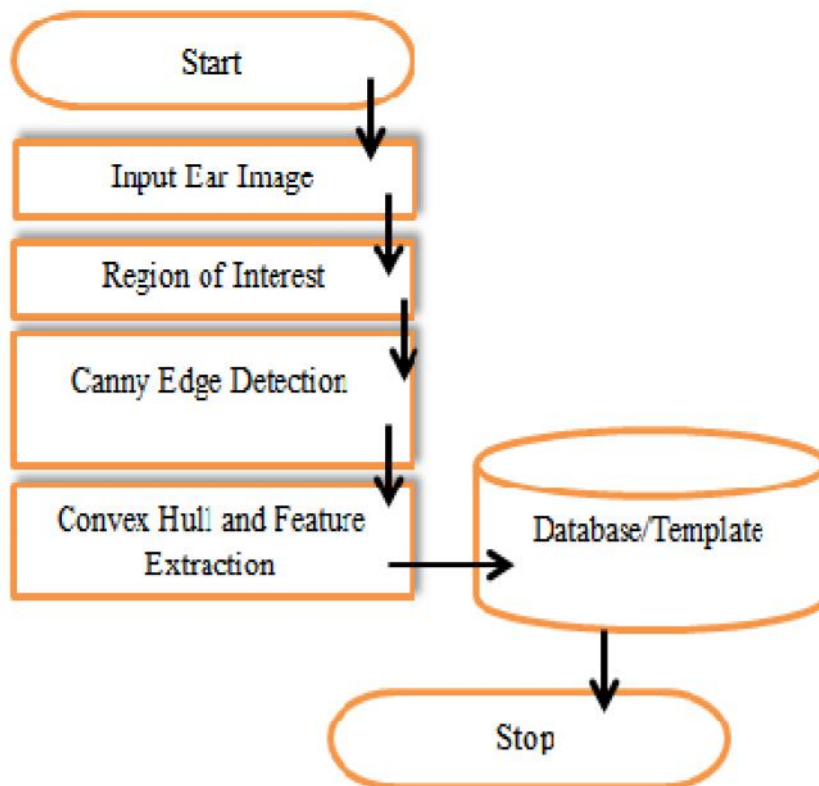 Start
Input Ear Image
Region of Interest
Canny Edge Detection
Convex Hull and Feature
Extraction
Database/Template
Stop